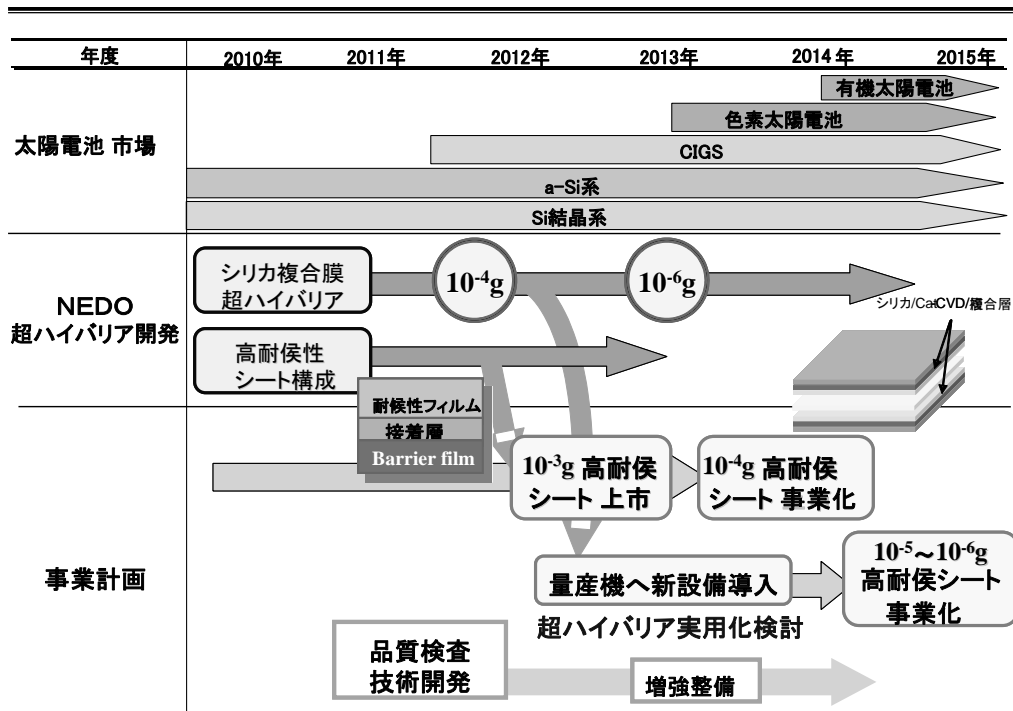 年度 2010年 2011年 2012年 2013年 2014年 2015年
太陽電池 市場
有機太陽電池
色素太陽電池
CIGS
a-Si系
Si結晶系
NEDO
超ハイバリア開発
シリカ複合膜
超ハイバリア
10⁻⁴g
10⁻⁶g
シリカ/Cat-CVD/複合層
高耐侯性
シート構成
耐候性フィルム
接着層
Barrier film
事業計画
10⁻³g 高耐侯
シート 上市
10⁻⁴g 高耐侯
シート 事業化
量産機へ新設備導入
超ハイバリア実用化検討
10⁻⁵～10⁻⁶g
高耐侯シート
事業化
品質検査
技術開発
増強整備